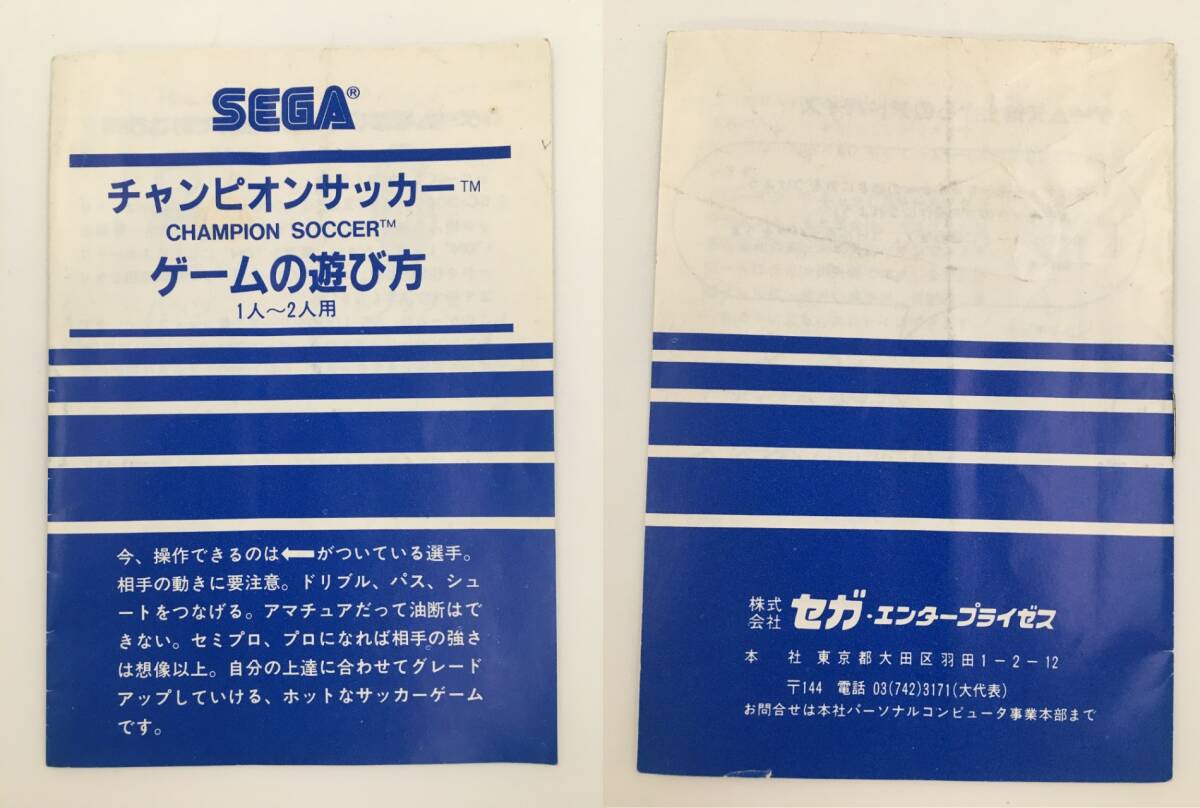 SEGA®
チャンピオンサッカー™
CHAMPION SOCCER™
ゲームの遊び方
1人～2人用
今、操作できるのは⬅がついている選手。
相手の動きに要注意。ドリブル、パス、シュ
ートをつなげる。アマチュアだって油断はで
きない。セミプロ、プロになれば相手の強さ
は想像以上。自分の上達に合わせてグレード
アップしていける、ホットなサッカーゲーム
です。
株式会社 セガ・エンタープライゼス
本 社 東京都大田区羽田1-2-12
〒144 電話 03(742)3171(大代表)
お問合せは本社パーソナルコンピュータ事業本部まで